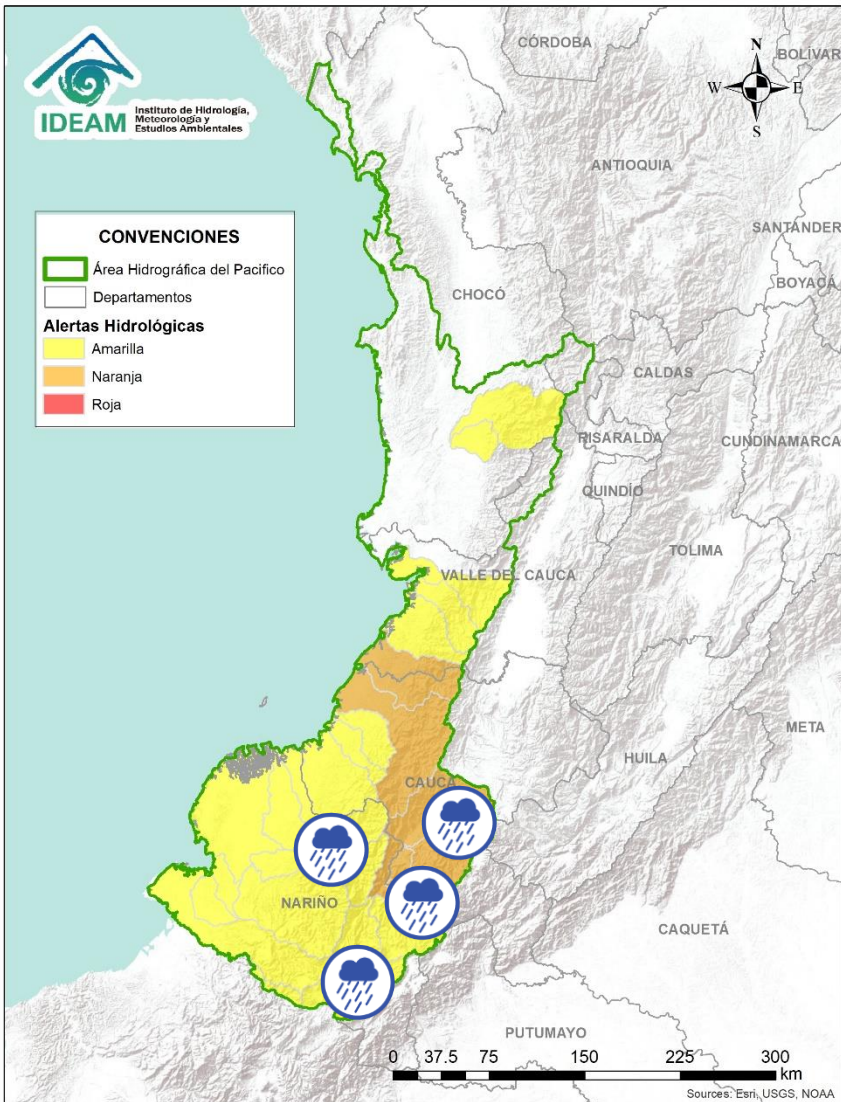 IDEAM
Instituto de Hidrología,
Meteorología y
Estudios Ambientales
CÓRDOBA
BOLÍVAR
N
W
E
S
ANTIOQUIA
SANTANDER
BOYACÁ
CONVENCIONES
Área Hidrográfica del Pacifico
Departamentos
Alertas Hidrológicas
Amarilla
Naranja
Roja
CHOCÓ
CALDAS
RISARALDA
CUNDINAMARCA
QUINDÍO
TOLIMA
VALLE DEL CAUCA
META
HUILA
CAUCA
NARIÑO
CAQUETÁ
PUTUMAYO
0 37.5 75 150 225 300
km
Sources: Esri, USGS, NOAA